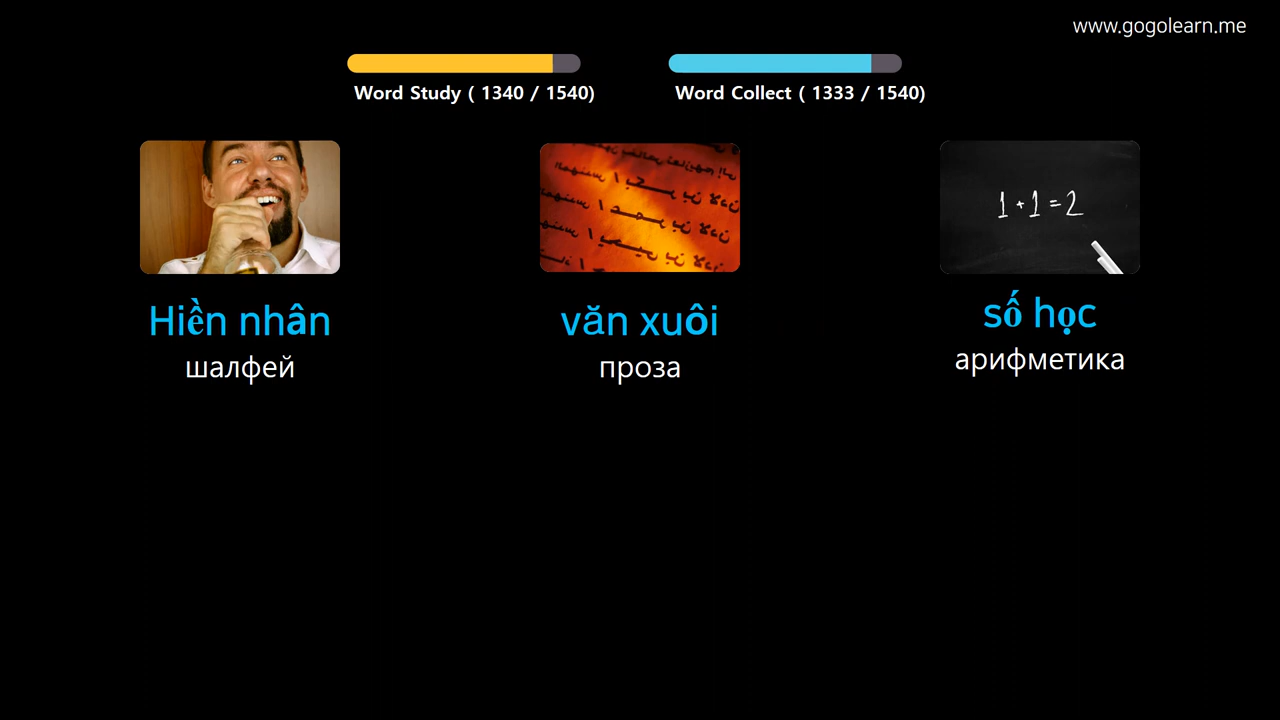 www.gogolearn.me
Word Study ( 1340 / 1540)
Word Collect ( 1333 / 1540)
1+1=2
Hiền nhân
шалфей
văn xuôi
проза
số học
арифметика